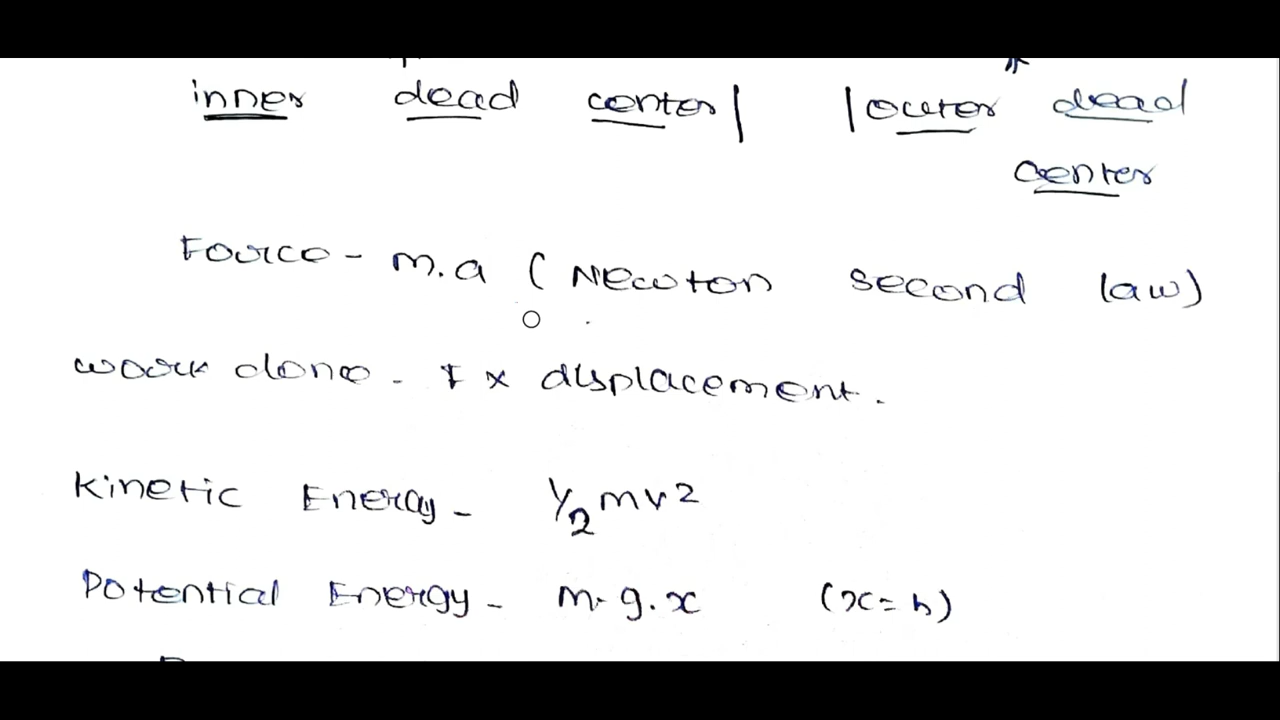 inner dead center| |outer dead
center
Force - m.a (Newton second law)
work done - F x displacement.
Kinetic Energy - 1/2 mv2
Potential Energy - m.g.x (x=h)